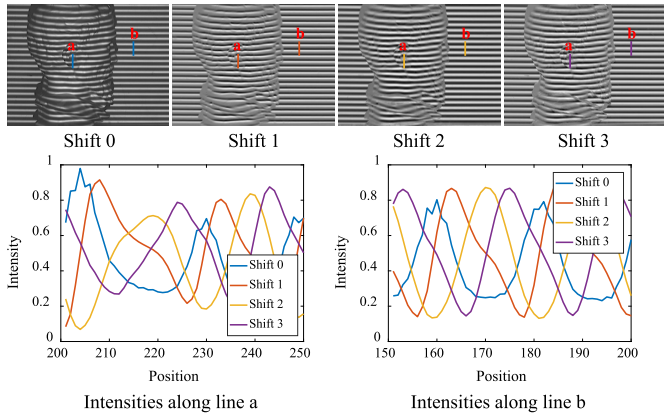 a b a b a b a b
Shift 0 Shift 1 Shift 2 Shift 3
1
0.8
0.6
0.4
0.2
0
Intensity
200 210 220 230 240 250
Position
Shift 0
Shift 1
Shift 2
Shift 3
Intensities along line a
1
0.8
0.6
0.4
0.2
0
Intensity
150 160 170 180 190 200
Position
Shift 0
Shift 1
Shift 2
Shift 3
Intensities along line b